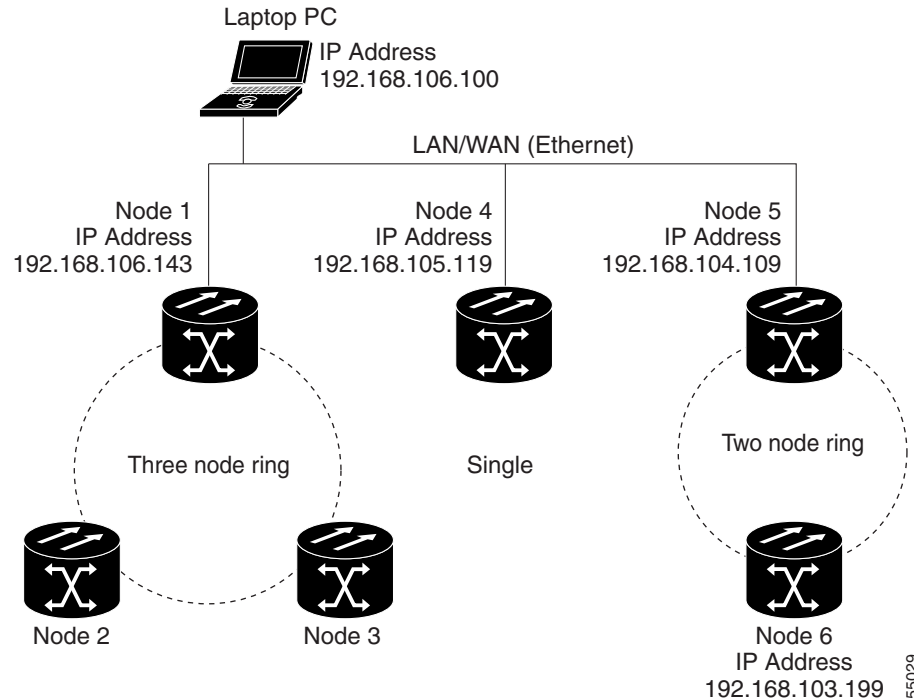 Laptop PC
IP Address
192.168.106.100
LAN/WAN (Ethernet)
Node 1
IP Address
192.168.106.143
Node 4
IP Address
192.168.105.119
Node 5
IP Address
192.168.104.109
Three node ring
Single
Two node ring
Node 2
Node 3
Node 6
IP Address
192.168.103.199
55029